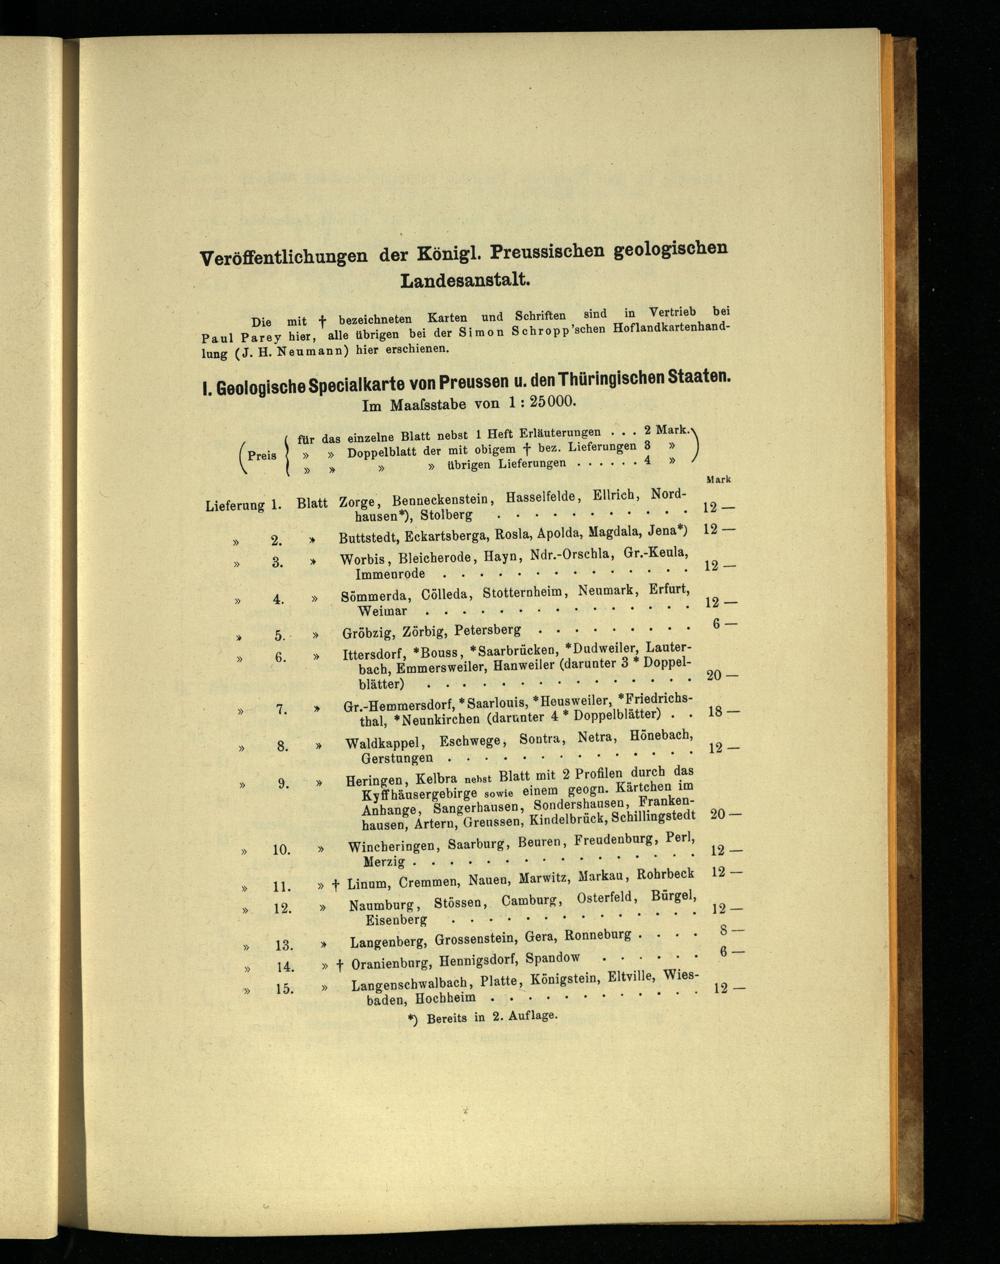 Veröffentlichungen der Königl. Preussischen geologischen
Landesanstalt.
Die mit † bezeichneten Karten und Schriften sind in Vertrieb bei
Paul Parey hier, alle übrigen bei der Simon Schropp'schen Hoflandkartenhand-
lung (J. H. Neumann) hier erschienen.
I. Geologische Specialkarte von Preussen u. den Thüringischen Staaten.
Im Maaſsstabe von 1 : 25000.
für das einzelne Blatt nebst 1 Heft Erläuterungen . . . 2 Mark.
(Preis { » » Doppelblatt der mit obigem † bez. Lieferungen 3 » )
» » » » übrigen Lieferungen . . . . . . 4 »
Mark
Lieferung 1. Blatt Zorge, Benneckenstein, Hasselfelde, Ellrich, Nord-
hausen*), Stolberg . . . . . . . . . . . 12 —
» 2. » Buttstedt, Eckartsberga, Rosla, Apolda, Magdala, Jena*) 12 —
» 3. » Worbis, Bleicherode, Hayn, Ndr.-Orschla, Gr.-Keula,
Immenrode . . . . . . . . . . . . . . 12 —
» 4. » Sömmerda, Cölleda, Stotternheim, Neumark, Erfurt,
Weimar . . . . . . . . . . . . . . . 12 —
» 5. » Gröbzig, Zörbig, Petersberg . . . . . . . . . 6 —
» 6. » Ittersdorf, *Bouss, *Saarbrücken, *Dudweiler, Lauter-
bach, Emmersweiler, Hanweiler (darunter 3 * Doppel-
blätter) . . . . . . . . . . . . . . . 20 —
» 7. » Gr.-Hemmersdorf, *Saarlouis, *Heusweiler, *Friedrichs-
thal, *Neunkirchen (darunter 4 * Doppelblätter) . . 18 —
» 8. » Waldkappel, Eschwege, Sontra, Netra, Hönebach,
Gerstungen . . . . . . . . . . . . . . 12 —
» 9. » Heringen, Kelbra nebst Blatt mit 2 Profilen durch das
Kyffhäusergebirge sowie einem geogn. Kärtchen im
Anhange, Sangerhausen, Sondershausen, Franken-
hausen, Artern, Greussen, Kindelbrück, Schillingstedt 20 —
» 10. » Wincheringen, Saarburg, Beuren, Freudenburg, Perl,
Merzig . . . . . . . . . . . . . . . . 12 —
» 11. » † Linum, Cremmen, Nauen, Marwitz, Markau, Rohrbeck 12 —
» 12. » Naumburg, Stössen, Camburg, Osterfeld, Bürgel,
Eisenberg . . . . . . . . . . . . . . 12 —
» 13. » Langenberg, Grossenstein, Gera, Ronneburg . . . . 8 —
» 14. » † Oranienburg, Hennigsdorf, Spandow . . . . . . 6 —
» 15. » Langenschwalbach, Platte, Königstein, Eltville, Wies-
baden, Hochheim . . . . . . . . . . . . 12 —
*) Bereits in 2. Auflage.